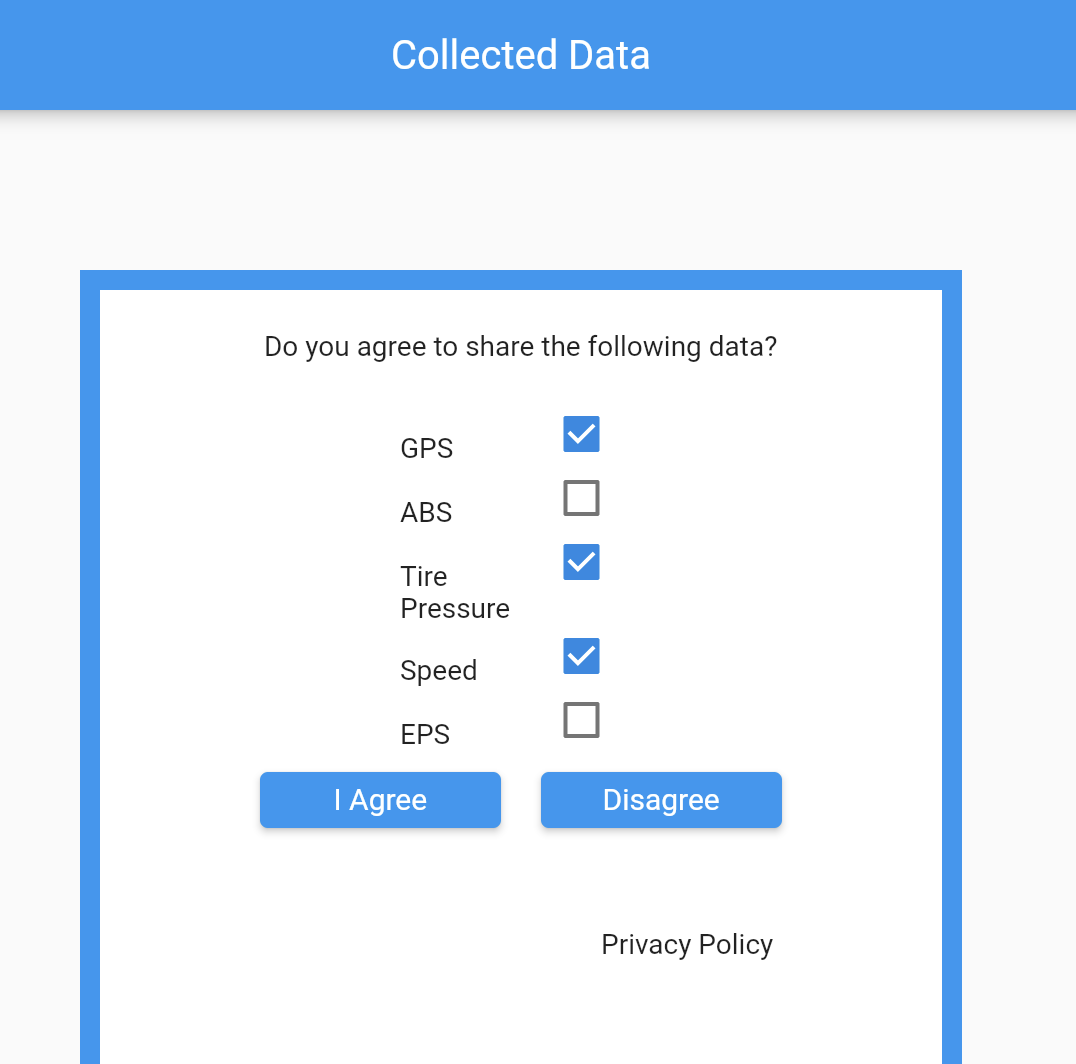 Collected Data
Do you agree to share the following data?
GPS
ABS
Tire
Pressure
Speed
EPS
I Agree
Disagree
Privacy Policy